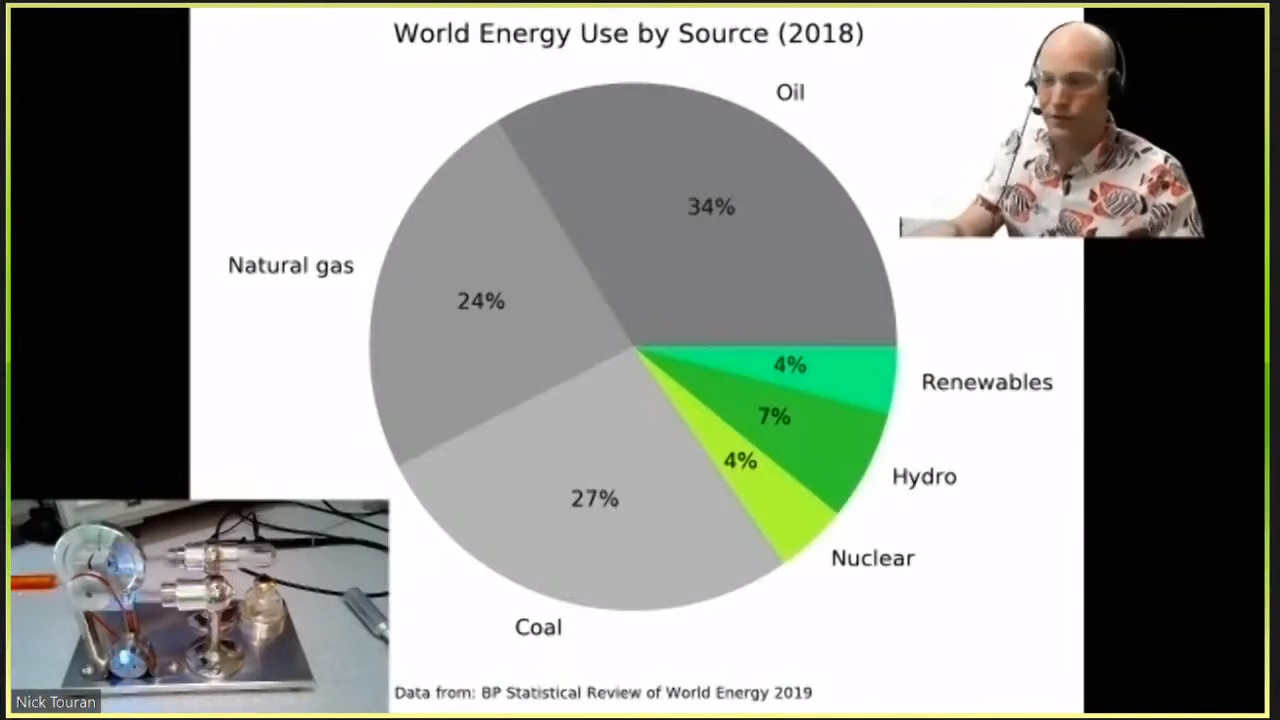 World Energy Use by Source (2018)
Oil
34%
Natural gas
24%
4%
Renewables
7%
4%
Hydro
27%
Nuclear
Coal
Data from: BP Statistical Review of World Energy 2019
Nick Touran